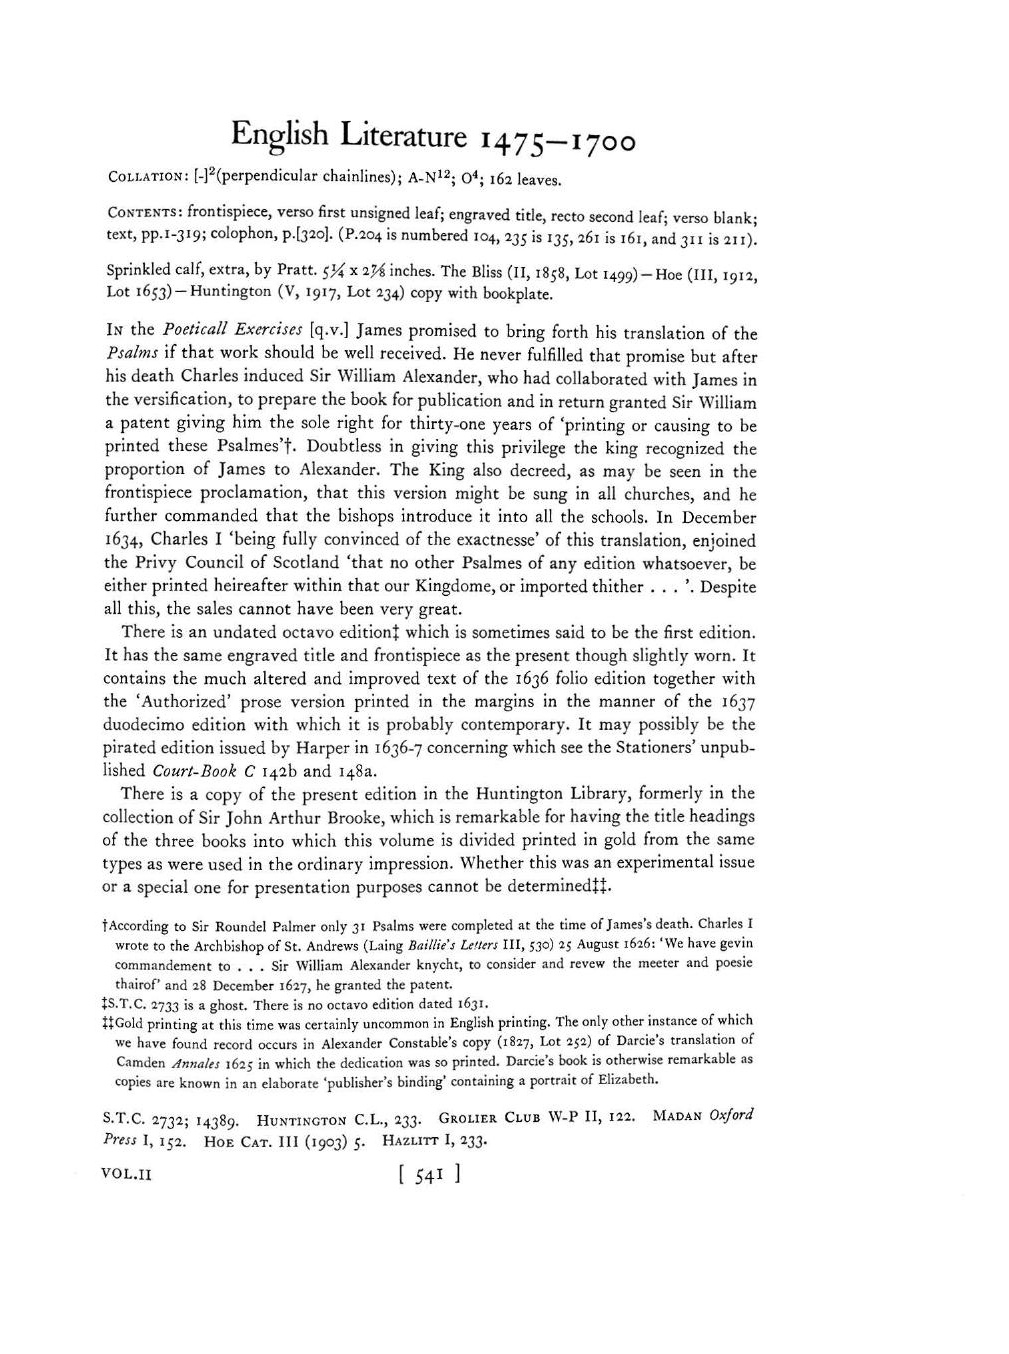 English Literature 1475–1700
COLLATION: [-]²(perpendicular chainlines); A-N¹²; O⁴; 162 leaves.
CONTENTS: frontispiece, verso first unsigned leaf; engraved title, recto second leaf; verso blank;
text, pp.1-319; colophon, p.[320]. (P.204 is numbered 104, 235 is 135, 261 is 161, and 311 is 211).
Sprinkled calf, extra, by Pratt. 5¼ x 2⅞ inches. The Bliss (II, 1858, Lot 1499)—Hoe (III, 1912,
Lot 1653)—Huntington (V, 1917, Lot 234) copy with bookplate.
IN the Poeticall Exercises [q.v.] James promised to bring forth his translation of the
Psalms if that work should be well received. He never fulfilled that promise but after
his death Charles induced Sir William Alexander, who had collaborated with James in
the versification, to prepare the book for publication and in return granted Sir William
a patent giving him the sole right for thirty-one years of ‘printing or causing to be
printed these Psalmes’†. Doubtless in giving this privilege the king recognized the
proportion of James to Alexander. The King also decreed, as may be seen in the
frontispiece proclamation, that this version might be sung in all churches, and he
further commanded that the bishops introduce it into all the schools. In December
1634, Charles I ‘being fully convinced of the exactnesse’ of this translation, enjoined
the Privy Council of Scotland ‘that no other Psalmes of any edition whatsoever, be
either printed heireafter within that our Kingdome, or imported thither . . . ’. Despite
all this, the sales cannot have been very great.
There is an undated octavo edition‡ which is sometimes said to be the first edition.
It has the same engraved title and frontispiece as the present though slightly worn. It
contains the much altered and improved text of the 1636 folio edition together with
the ‘Authorized’ prose version printed in the margins in the manner of the 1637
duodecimo edition with which it is probably contemporary. It may possibly be the
pirated edition issued by Harper in 1636-7 concerning which see the Stationers’ unpub-
lished Court-Book C 142b and 148a.
There is a copy of the present edition in the Huntington Library, formerly in the
collection of Sir John Arthur Brooke, which is remarkable for having the title headings
of the three books into which this volume is divided printed in gold from the same
types as were used in the ordinary impression. Whether this was an experimental issue
or a special one for presentation purposes cannot be determined‡‡.
†According to Sir Roundel Palmer only 31 Psalms were completed at the time of James’s death. Charles I
wrote to the Archbishop of St. Andrews (Laing Baillie’s Letters III, 530) 25 August 1626: ‘We have gevin
commandement to . . . Sir William Alexander knycht, to consider and revew the meeter and poesie
thairof’ and 28 December 1627, he granted the patent.
‡S.T.C. 2733 is a ghost. There is no octavo edition dated 1631.
‡‡Gold printing at this time was certainly uncommon in English printing. The only other instance of which
we have found record occurs in Alexander Constable’s copy (1827, Lot 252) of Darcie’s translation of
Camden Annales 1625 in which the dedication was so printed. Darcie’s book is otherwise remarkable as
copies are known in an elaborate ‘publisher’s binding’ containing a portrait of Elizabeth.
S.T.C. 2732; 14389. HUNTINGTON C.L., 233. GROLIER CLUB W-P II, 122. MADAN Oxford
Press I, 152. HOE CAT. III (1903) 5. HAZLITT I, 233.
VOL.II [ 541 ]